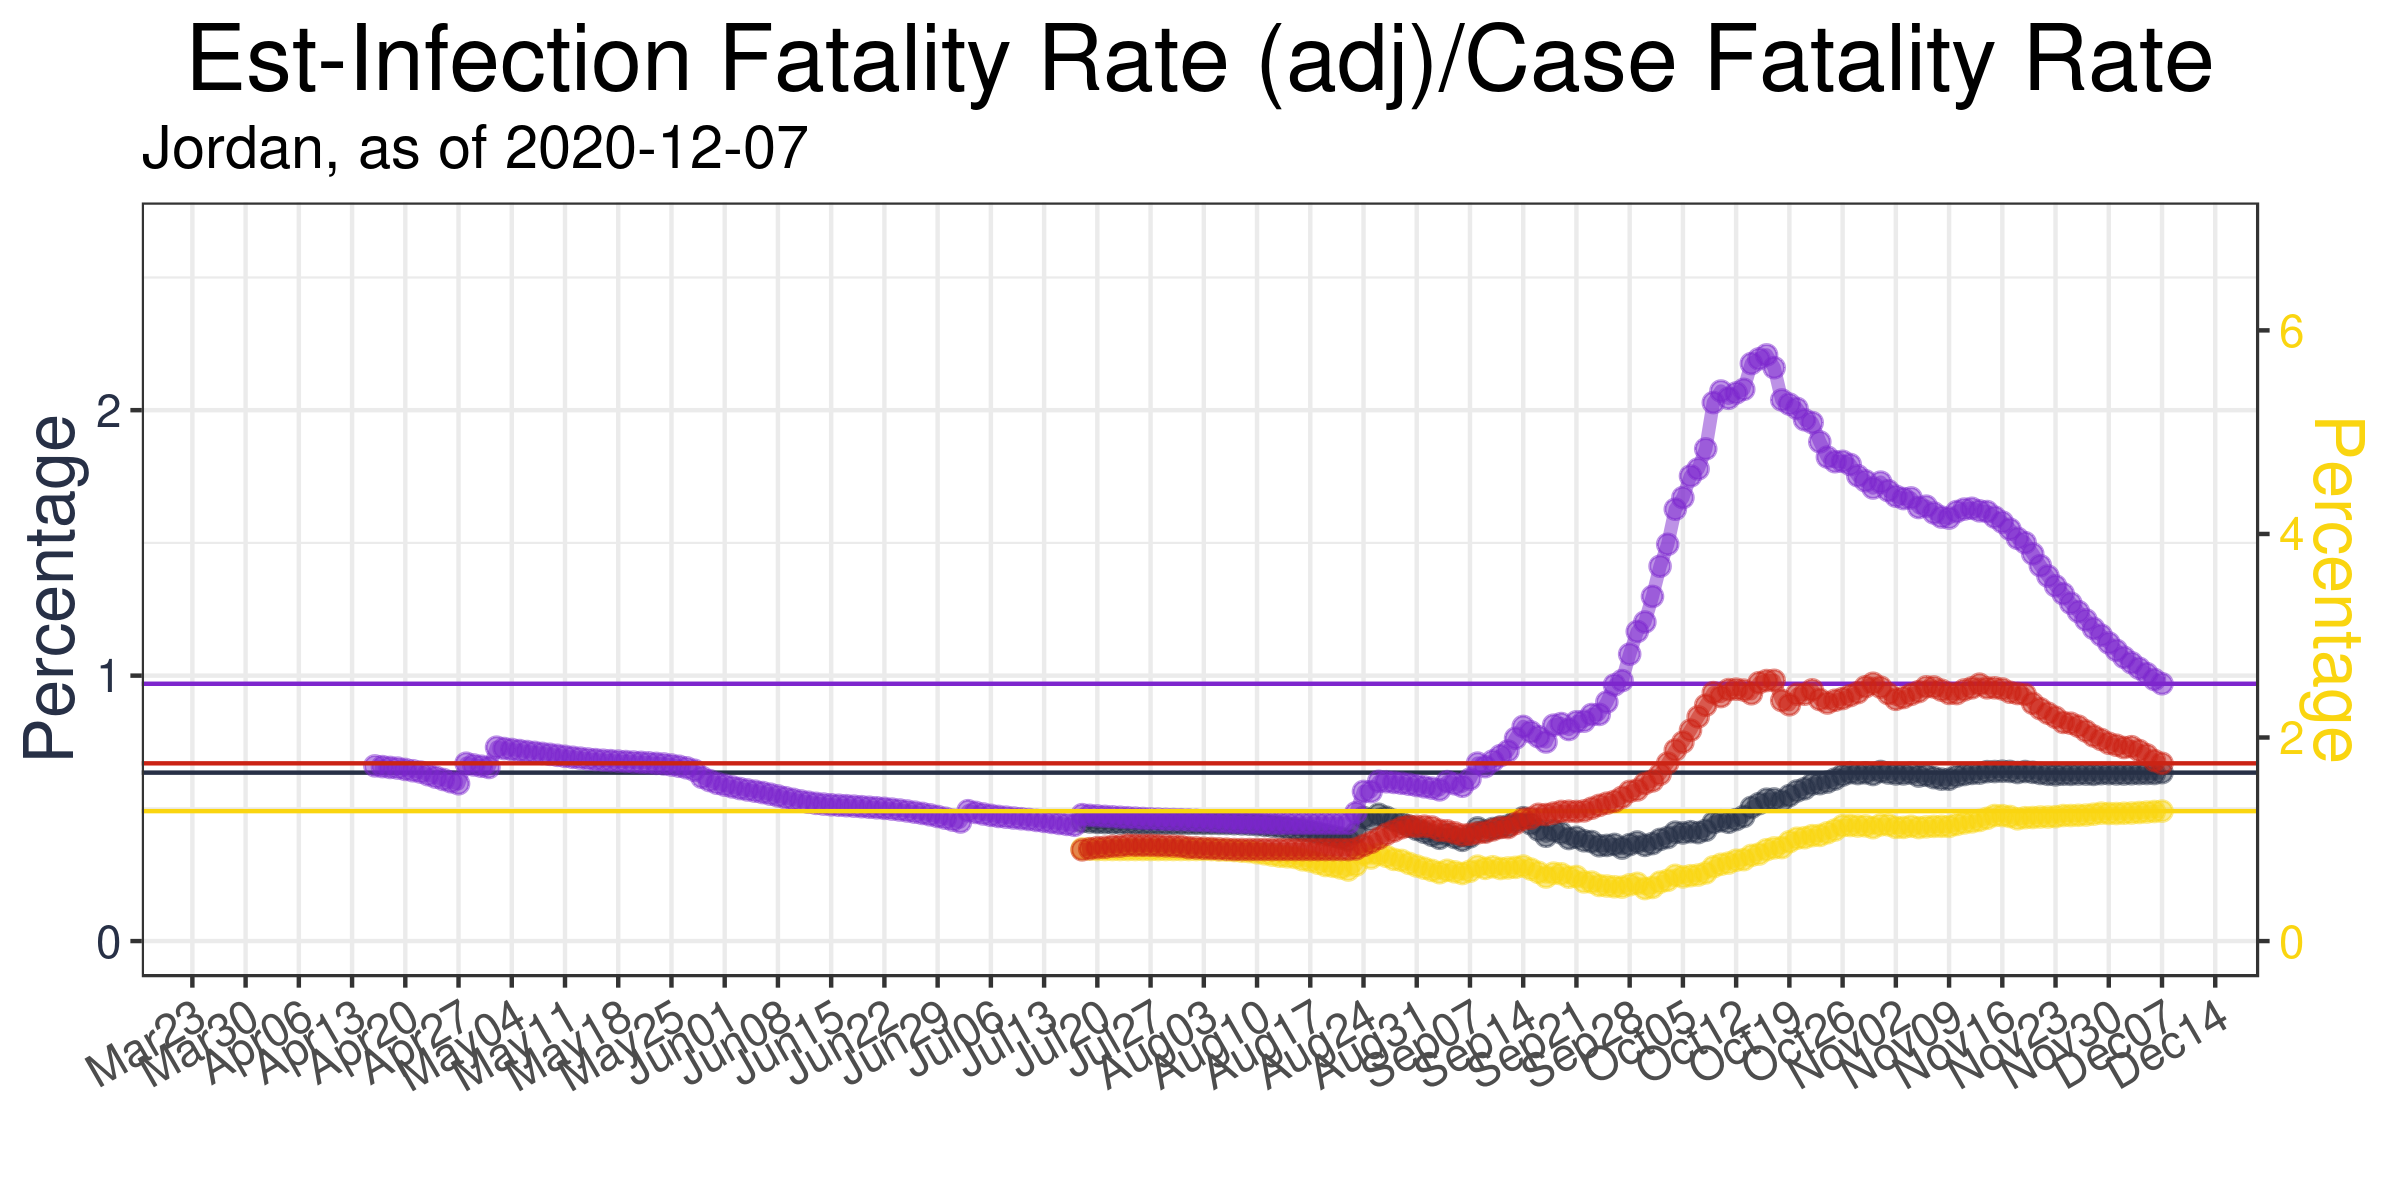 Est-Infection Fatality Rate (adj)/Case Fatality Rate
Jordan, as of 2020-12-07
Percentage
2
1
0
6
4
2
0
Percentage
Mar23
Mar30
Apr06
Apr13
Apr20
Apr27
May04
May11
May18
May25
Jun01
Jun08
Jun15
Jun22
Jun29
Jul06
Jul13
Jul20
Jul27
Aug03
Aug10
Aug17
Aug24
Aug31
Sep07
Sep14
Sep21
Sep28
Oct05
Oct12
Oct19
Oct26
Nov02
Nov09
Nov16
Nov23
Nov30
Dec07
Dec14